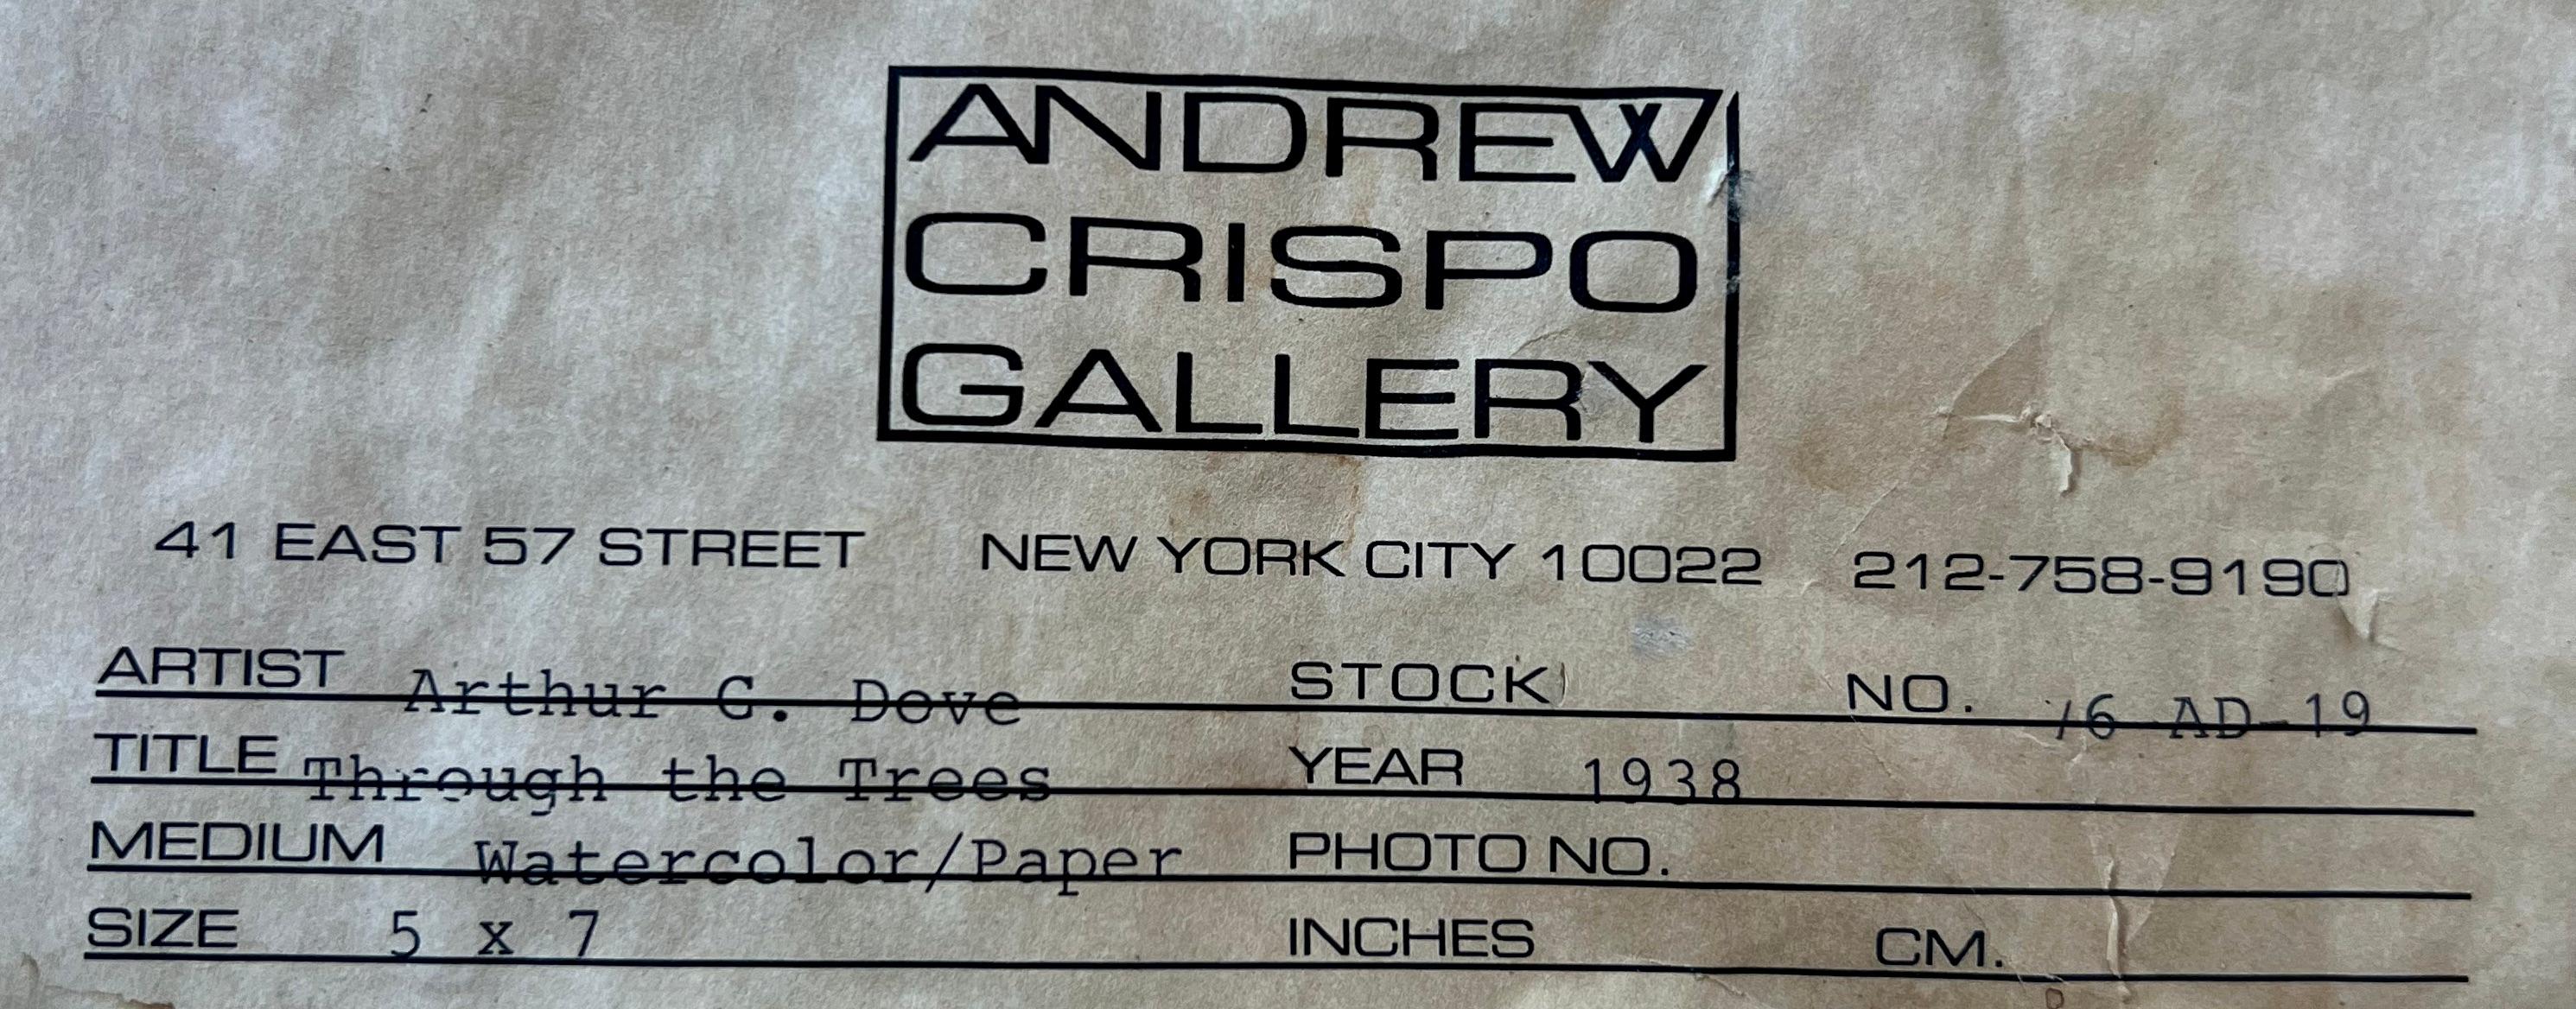 ANDREW
CRISPO
GALLERY
41 EAST 57 STREET NEW YORK CITY 10022 212-758-9190
ARTIST Arthur G. Dove STOCK NO. 76 AD-19
TITLE Through the Trees YEAR 1938
MEDIUM Watercolor/Paper PHOTO NO.
SIZE 5 x 7 INCHES CM.